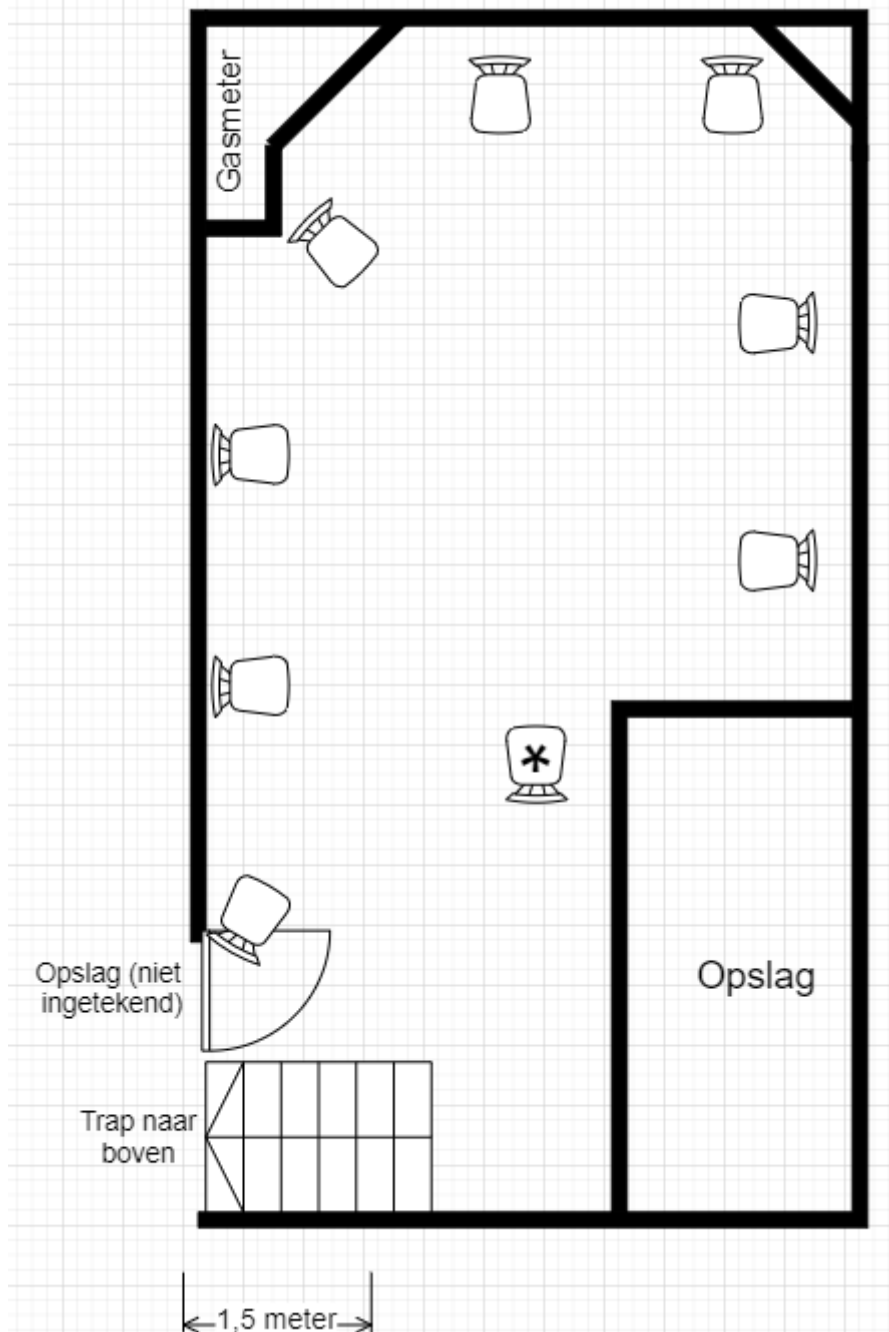 Gasmeter
*
Opslag (niet
ingetekend)
Opslag
Trap naar
boven
1,5 meter